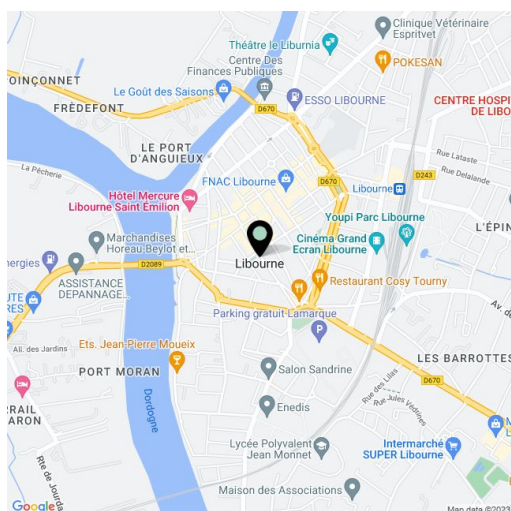 Clinique Vétérinaire
Espritvet
Théâtre le Liburnia
Centre Des
Finances Publiques
POKESAN
OINÇONNET
Le Goût des Saisons
ESSO LIBOURNE
CENTRE HOSPI
DE LIBO
FRÈDEFONT
D670
LE PORT
D'ANGUIEUX
Rue Lataste
La Pêcherie
FNAC Libourne
D670
Libourne
D243
Rue Delalande
Hôtel Mercure
Libourne Saint Émilion
Youpi Parc Libourne
L'ÉPIN
Marchandises
Horeau Beylot et...
Cinéma Grand
Ecran Libourne
nergies
D2089
Libourne
ASSISTANCE
DEPANNAGE...
Restaurant Cosy Tourny
UTE
RES
Parking gratuit Lamarque
All. des Jardins
Ets. Jean-Pierre Moueix
LES BARROTTES
PORT MORAN
Salon Sandrine
D670
RRAIL
ARON
Dordogne
Rue des Lilas
Rue Jules Védrines
Enedis
M
L
Lycée Polyvalent
Jean Monnet
Intermarché
SUPER Libourne
Rte de Jourda
Maison des Associations
Google
Map data ©2023